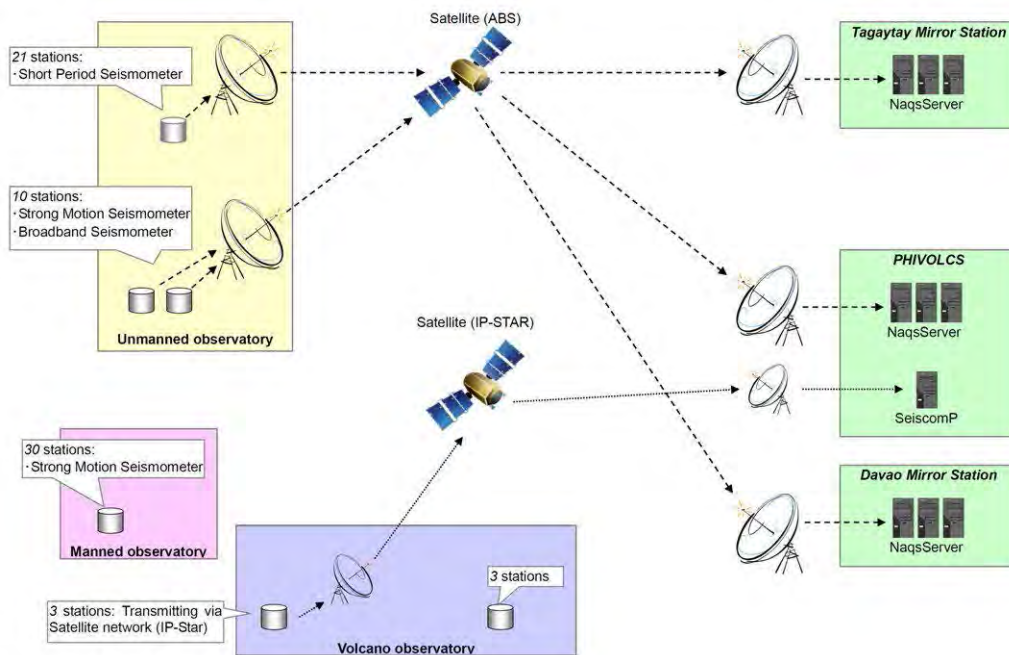 Satellite (ABS)
Tagaytay Mirror Station
21 stations:
・Short Period Seismometer
NaqsServer
10 stations:
・Strong Motion Seismometer
・Broadband Seismometer
Unmanned observatory
PHIVOLCS
NaqsServer
Satellite (IP-STAR)
SeiscomP
30 stations:
・Strong Motion Seismometer
Manned observatory
Davao Mirror Station
NaqsServer
3 stations
3 stations: Transmitting via
Satellite network (IP-Star)
Volcano observatory